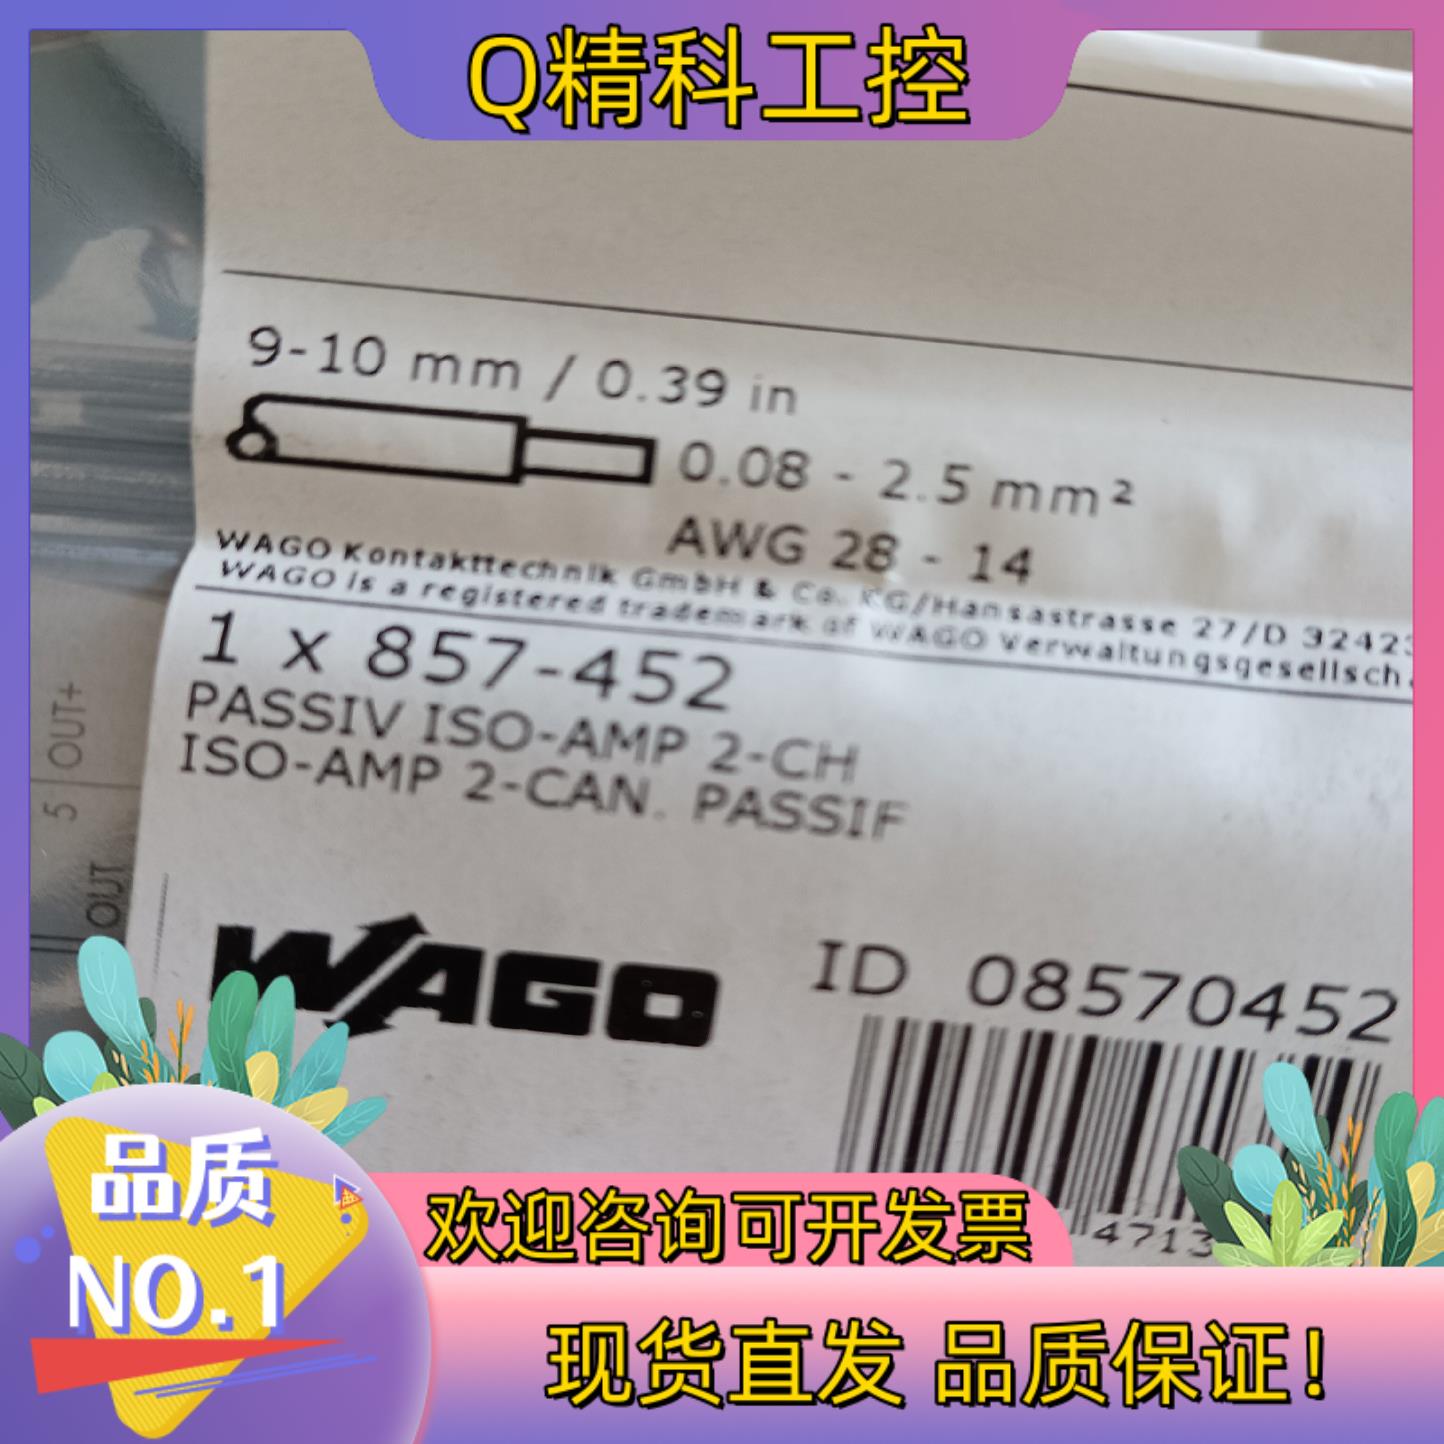 Q精科工控
9-10 mm / 0.39 in
0.08 - 2.5 mm²
AWG 28 - 14
WAGO Kontakttechnik GmbH & Co. KG/Hansastrasse 27/D 3242
WAGO is a registered trademark of WAGO Verwaltungsgesellsch
1 x 857-452
PASSIV ISO-AMP 2-CH
ISO-AMP 2-CAN. PASSIF
5 OUT+
OUT
WAGO
ID 08570452
4713
品质
NO.1
欢迎咨询可开发票
现货直发 品质保证!